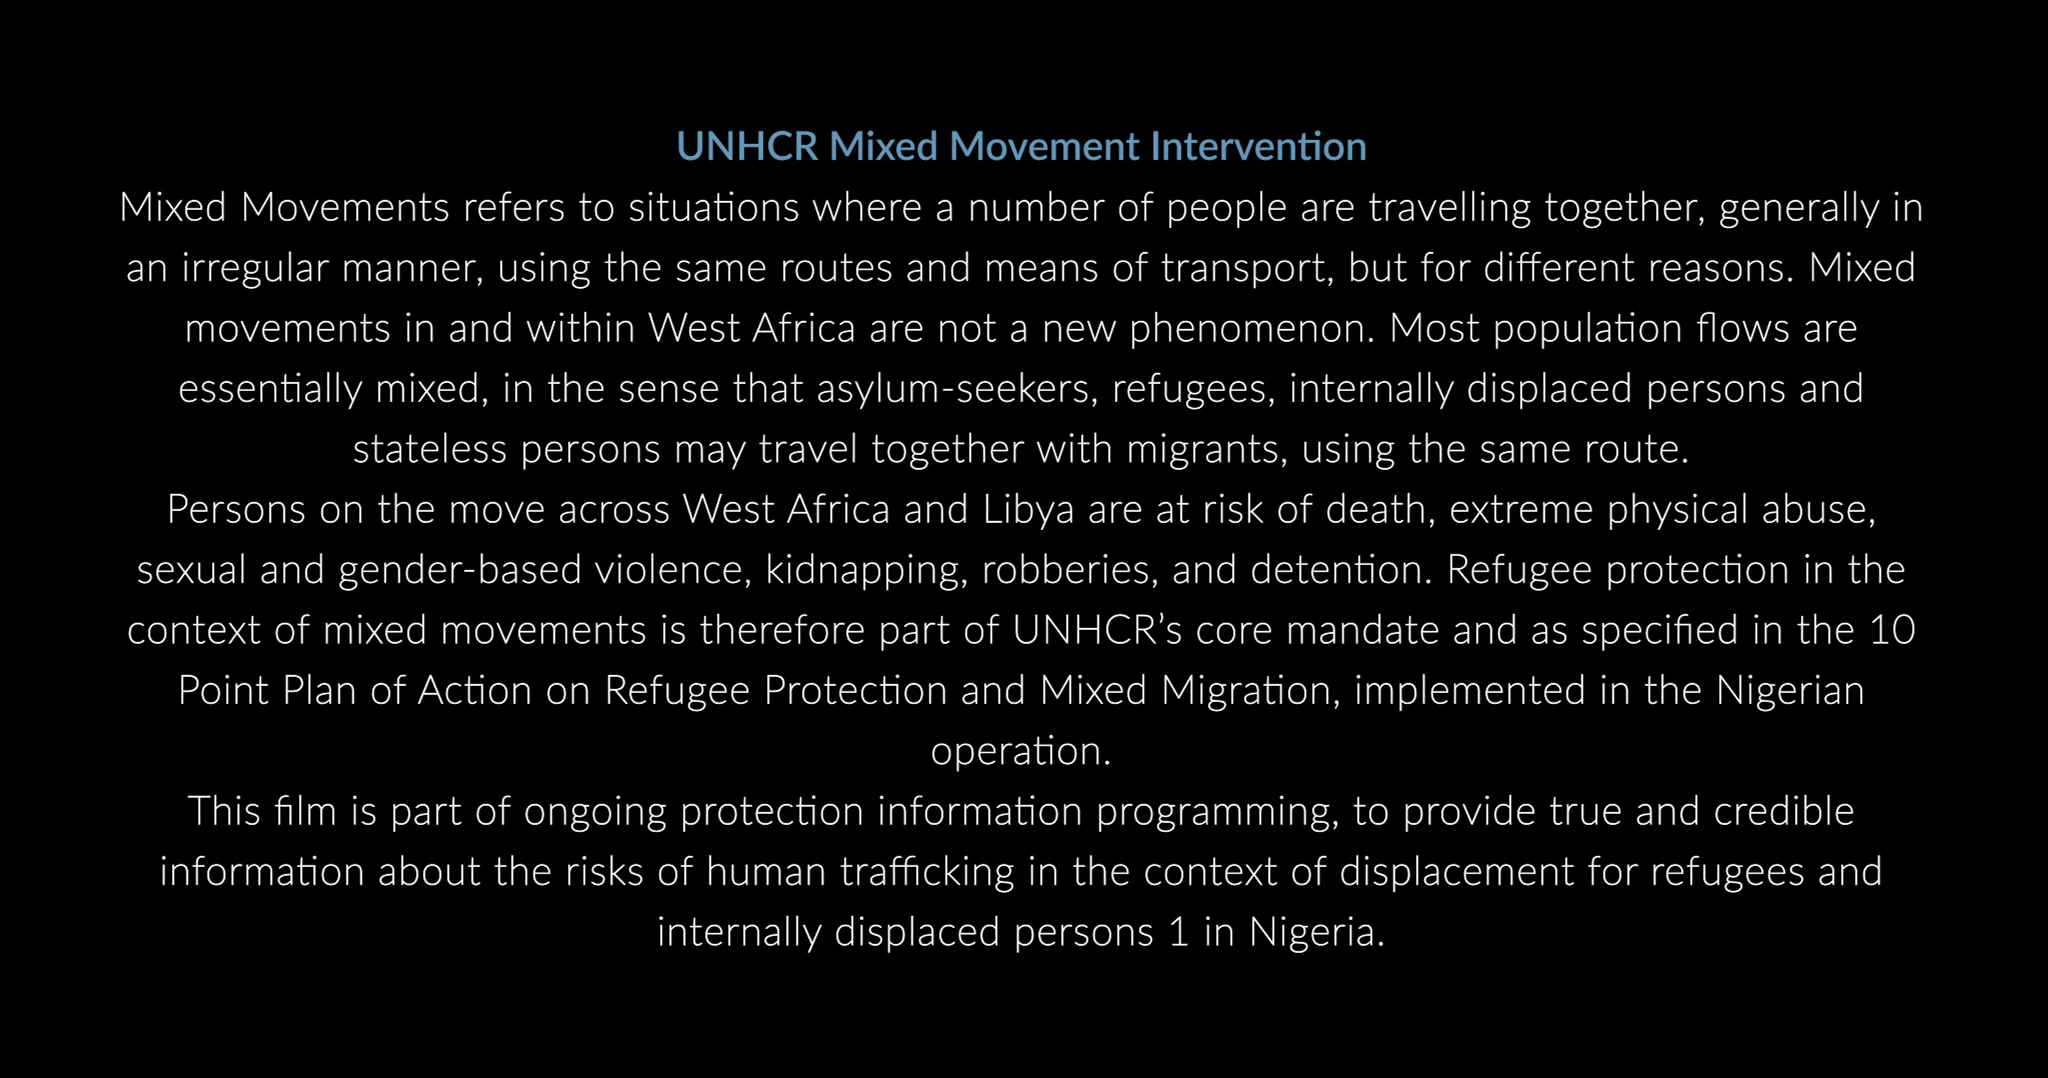 UNHCR Mixed Movement Intervention
Mixed Movements refers to situations where a number of people are travelling together, generally in
an irregular manner, using the same routes and means of transport, but for different reasons. Mixed
movements in and within West Africa are not a new phenomenon. Most population flows are
essentially mixed, in the sense that asylum-seekers, refugees, internally displaced persons and
stateless persons may travel together with migrants, using the same route.
Persons on the move across West Africa and Libya are at risk of death, extreme physical abuse,
sexual and gender-based violence, kidnapping, robberies, and detention. Refugee protection in the
context of mixed movements is therefore part of UNHCR’s core mandate and as specified in the 10
Point Plan of Action on Refugee Protection and Mixed Migration, implemented in the Nigerian
operation.
This film is part of ongoing protection information programming, to provide true and credible
information about the risks of human trafficking in the context of displacement for refugees and
internally displaced persons 1 in Nigeria.